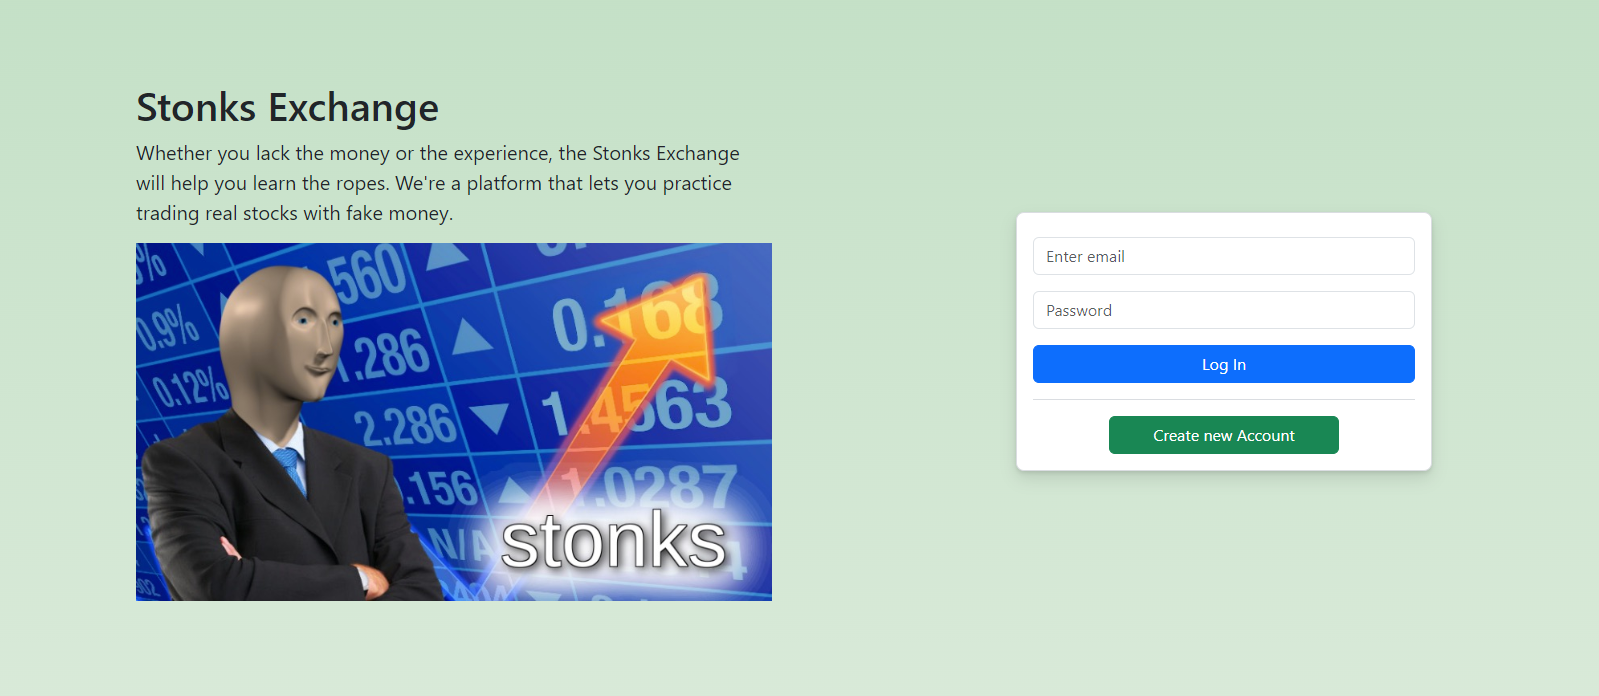 Stonks Exchange
Whether you lack the money or the experience, the Stonks Exchange
will help you learn the ropes. We're a platform that lets you practice
trading real stocks with fake money.
560
0.9%
0.168
.286
0.12%
2.286
1.4563
.156
1.0287
N/A
stonks
Enter email
Password
Log In
Create new Account